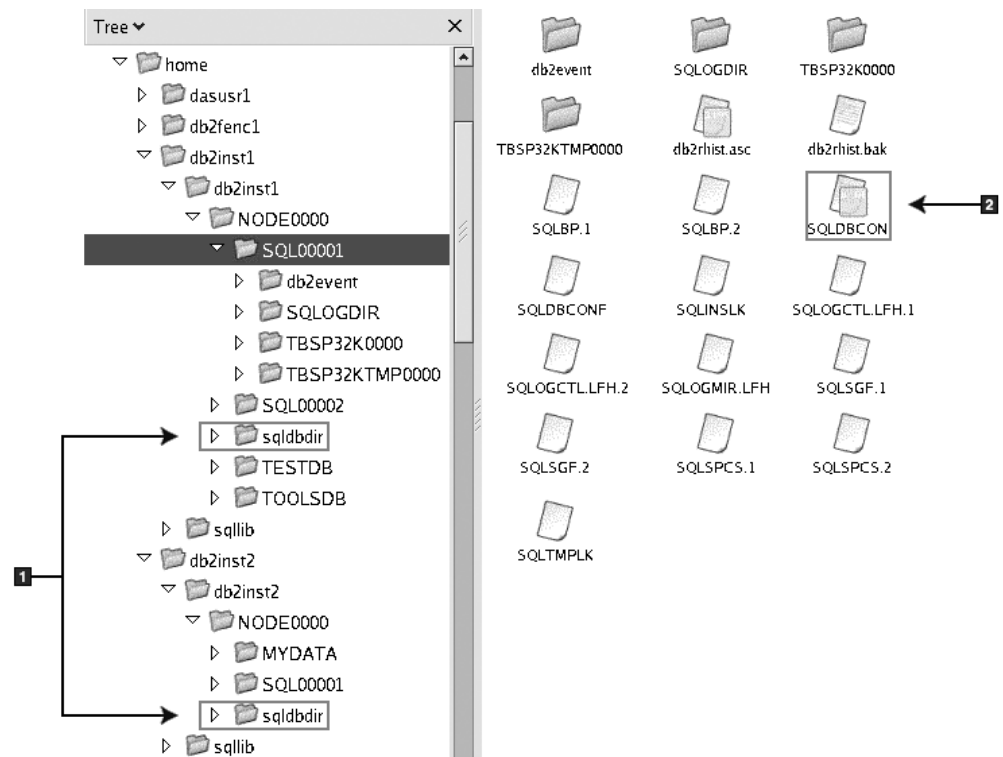 Tree
home
dasusr1
db2fenc1
db2inst1
db2inst1
NODE0000
SQL00001
db2event
SQLOGDIR
TBSP32K0000
TBSP32KTMP0000
SQL00002
sqldbdir
TESTDB
TOOLSDB
sqllib
db2inst2
db2inst2
NODE0000
MYDATA
SQL00001
sqldbdir
sqllib
1
db2event SQLOGDIR TBSP32K0000
TBSP32KTMP0000 db2rhist.asc db2rhist.bak
SQLBP.1 SQLBP.2 SQLDBCON
2
SQLDBCONF SQLINSLK SQLOGCTL.LFH.1
SQLOGCTL.LFH.2 SQLOGMIR.LFH SQLSGF.1
SQLSGF.2 SQLSPCS.1 SQLSPCS.2
SQLTMPLK